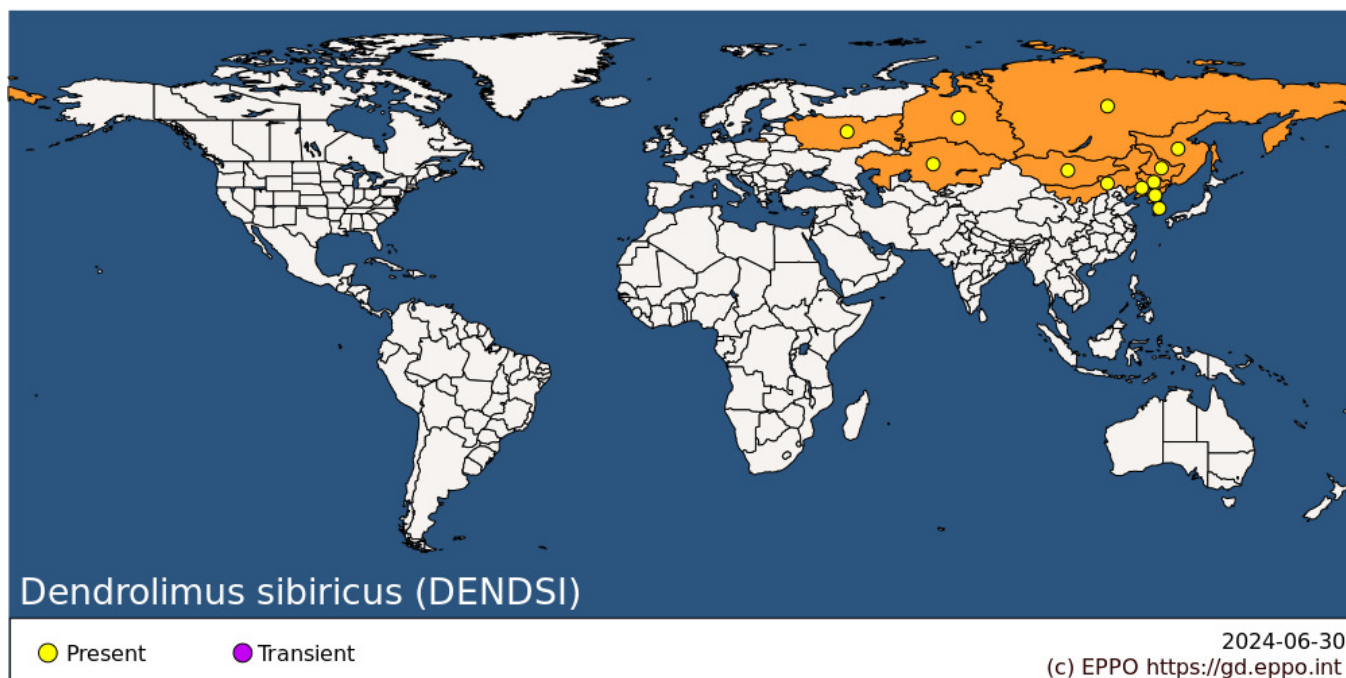 Dendrolimus sibiricus (DENDSI)
Present
Transient
2024-06-30
(c) EPPO https://gd.eppo.int